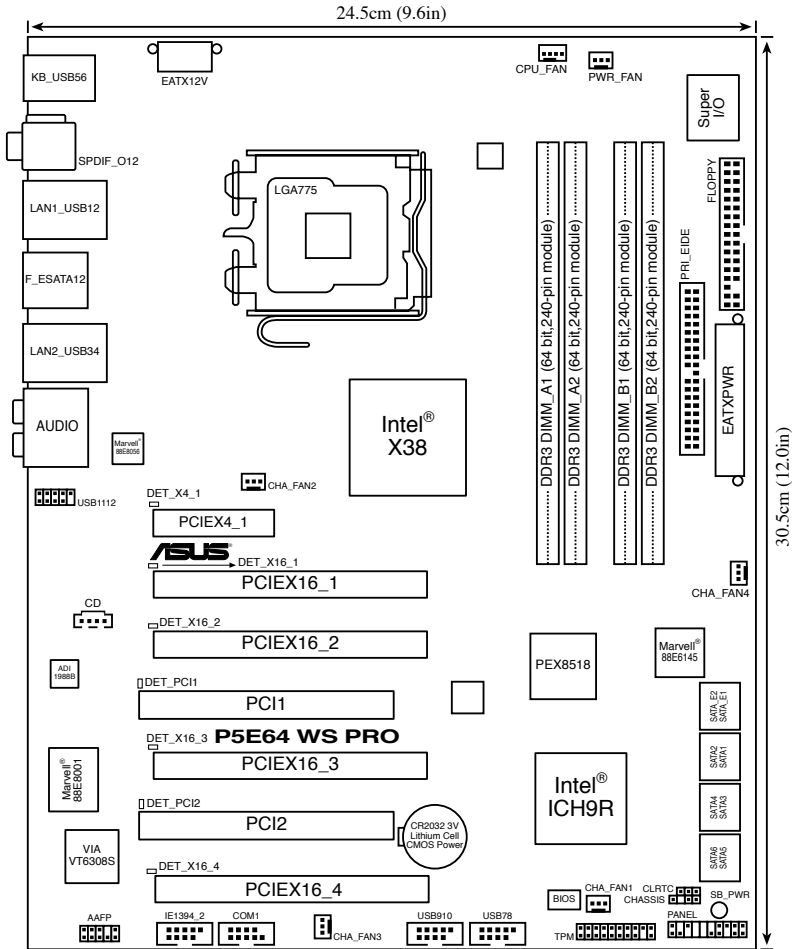 24.5cm (9.6in)
KB_USB56
EATX12V
CPU_FAN
PWR_FAN
Super
I/O
SPDIF_O12
LGA775
FLOPPY
LAN1_USB12
PRI_EIDE
F_ESATA12
DDR3 DIMM_A1 (64 bit,240-pin module)
DDR3 DIMM_A2 (64 bit,240-pin module)
DDR3 DIMM_B1 (64 bit,240-pin module)
DDR3 DIMM_B2 (64 bit,240-pin module)
LAN2_USB34
EATXPWR
30.5cm (12.0in)
AUDIO
Intel®
X38
Marvell®
88E8056
USB1112
CHA_FAN2
DET_X4_1
PCIEX4_1
ASUS®
DET_X16_1
PCIEX16_1
CHA_FAN4
CD
DET_X16_2
PCIEX16_2
PEX8518
Marvell®
88E6145
ADI
1988B
DET_PCI1
PCI1
SATA_E2
SATA_E1
DET_X16_3
P5E64 WS PRO
PCIEX16_3
SATA2
SATA1
Marvell®
88E8001
Intel®
ICH9R
DET_PCI2
PCI2
CR2032 3V
Lithium Cell
CMOS Power
SATA4
SATA3
VIA
VT6308S
SATA6
SATA5
DET_X16_4
PCIEX16_4
BIOS
CHA_FAN1
CLRTC
CHASSIS
SB_PWR
AAFP
IE1394_2
COM1
CHA_FAN3
USB910
USB78
TPM
PANEL